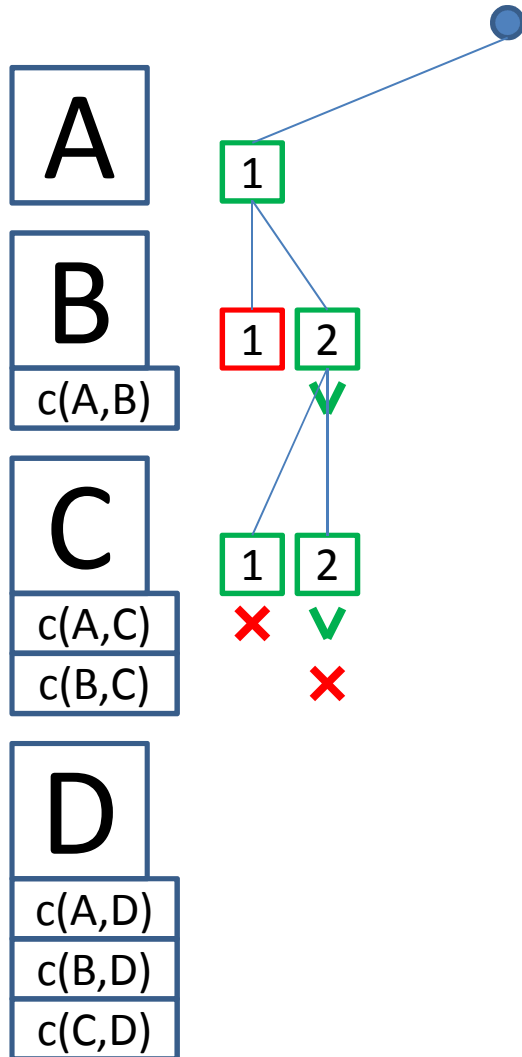 A
1
B
1 2
c(A,B)
C
1 2
c(A,C)
c(B,C)
D
c(A,D)
c(B,D)
c(C,D)